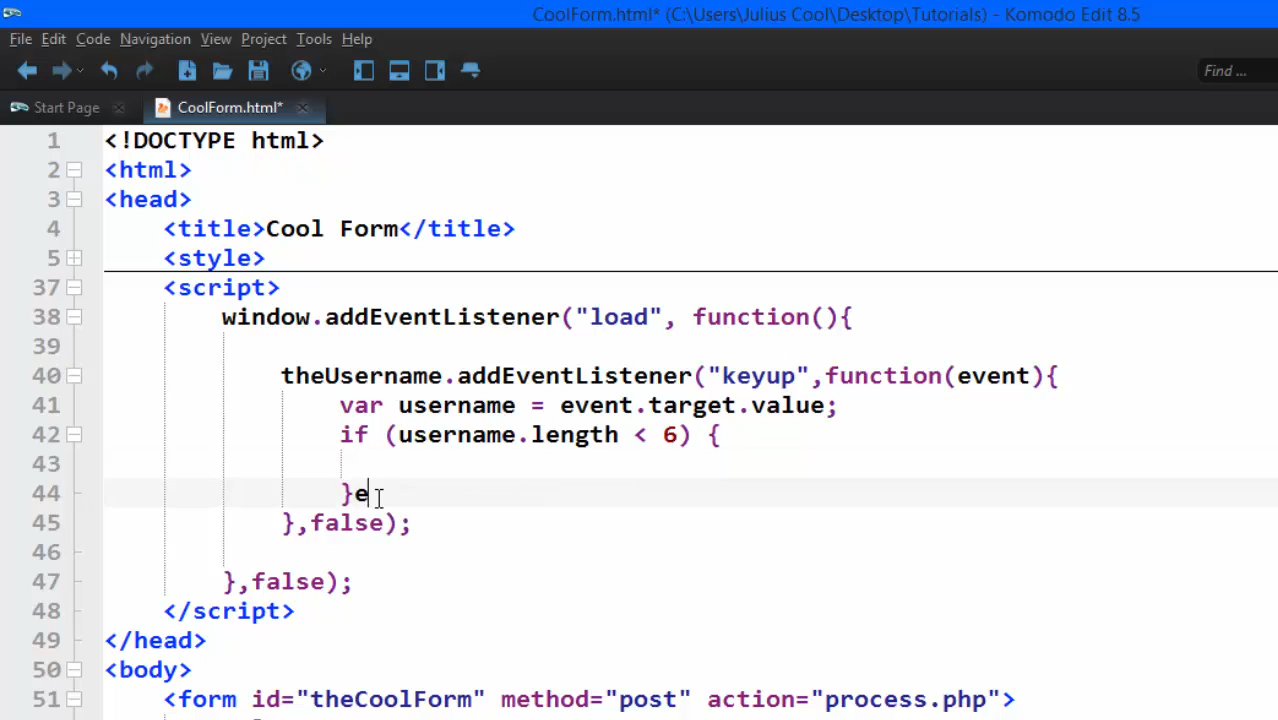 CoolForm.html* (C:\Users\Julius Cool\Desktop\Tutorials) - Komodo Edit 8.5
File Edit Code Navigation View Project Tools Help
Find ...
Start Page CoolForm.html*
1 <!DOCTYPE html>
2 <html>
3 <head>
4 <title>Cool Form</title>
5 <style>
37 <script>
38 window.addEventListener("load", function(){
39
40 theUsername.addEventListener("keyup",function(event){
41 var username = event.target.value;
42 if (username.length < 6) {
43
44 }e
45 },false);
46
47 },false);
48 </script>
49 </head>
50 <body>
51 <form id="theCoolForm" method="post" action="process.php">